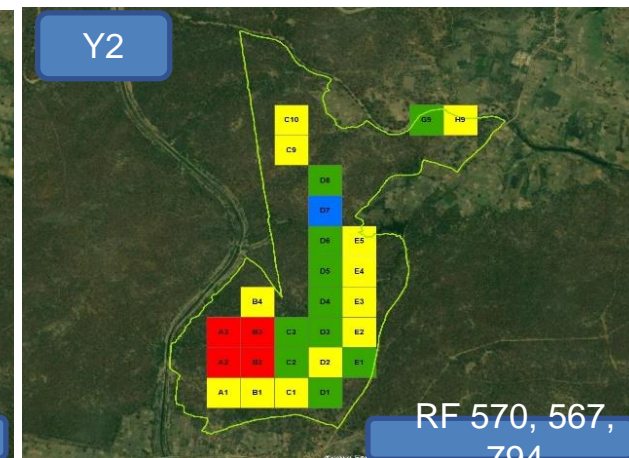 Y2
C10
G9 H9
C9
D8
D7
D6 E5
D5 E4
B4 D4 E3
A3 B3 C3 D3 E2
A2 B2 C2 D2 E1
A1 B1 C1 D1
RF 570, 567,
794